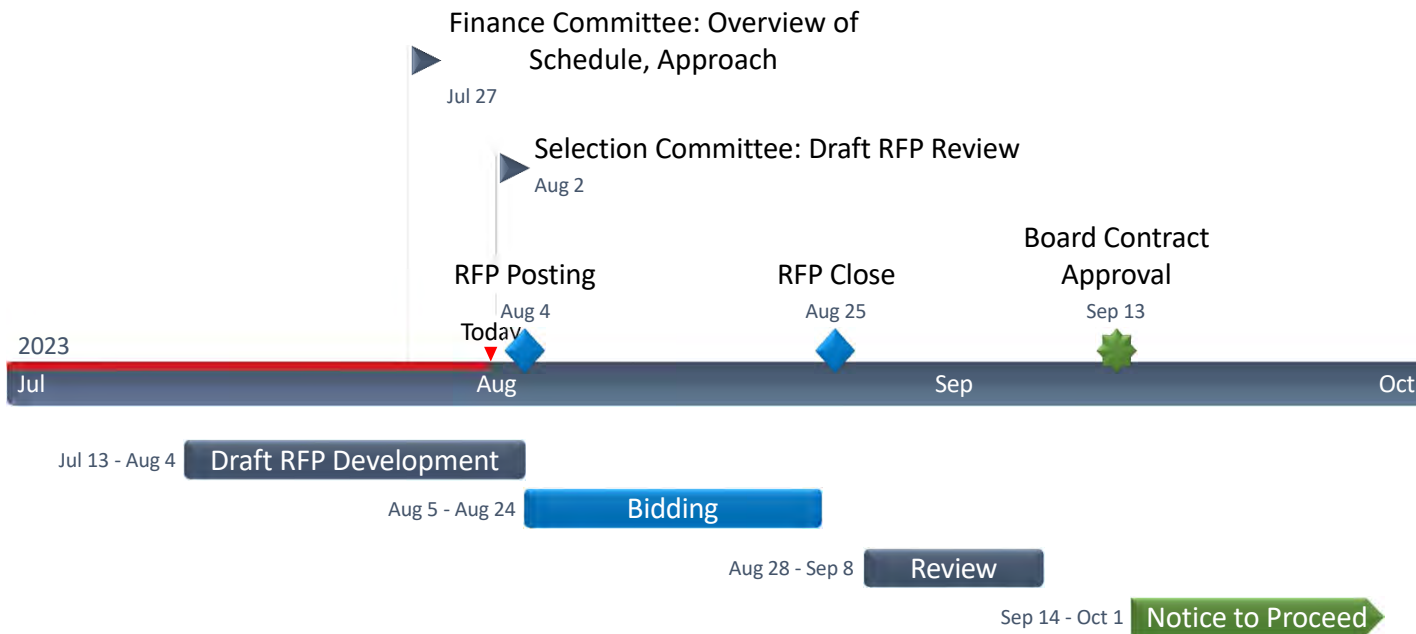 Finance Committee: Overview of
Schedule, Approach
Jul 27
Selection Committee: Draft RFP Review
Aug 2
Board Contract
Approval
RFP Posting
RFP Close
Aug 4
Aug 25
Sep 13
Today
2023
Jul
Aug
Sep
Oct
Jul 13 - Aug 4
Draft RFP Development
Aug 5 - Aug 24
Bidding
Aug 28 - Sep 8
Review
Sep 14 - Oct 1
Notice to Proceed